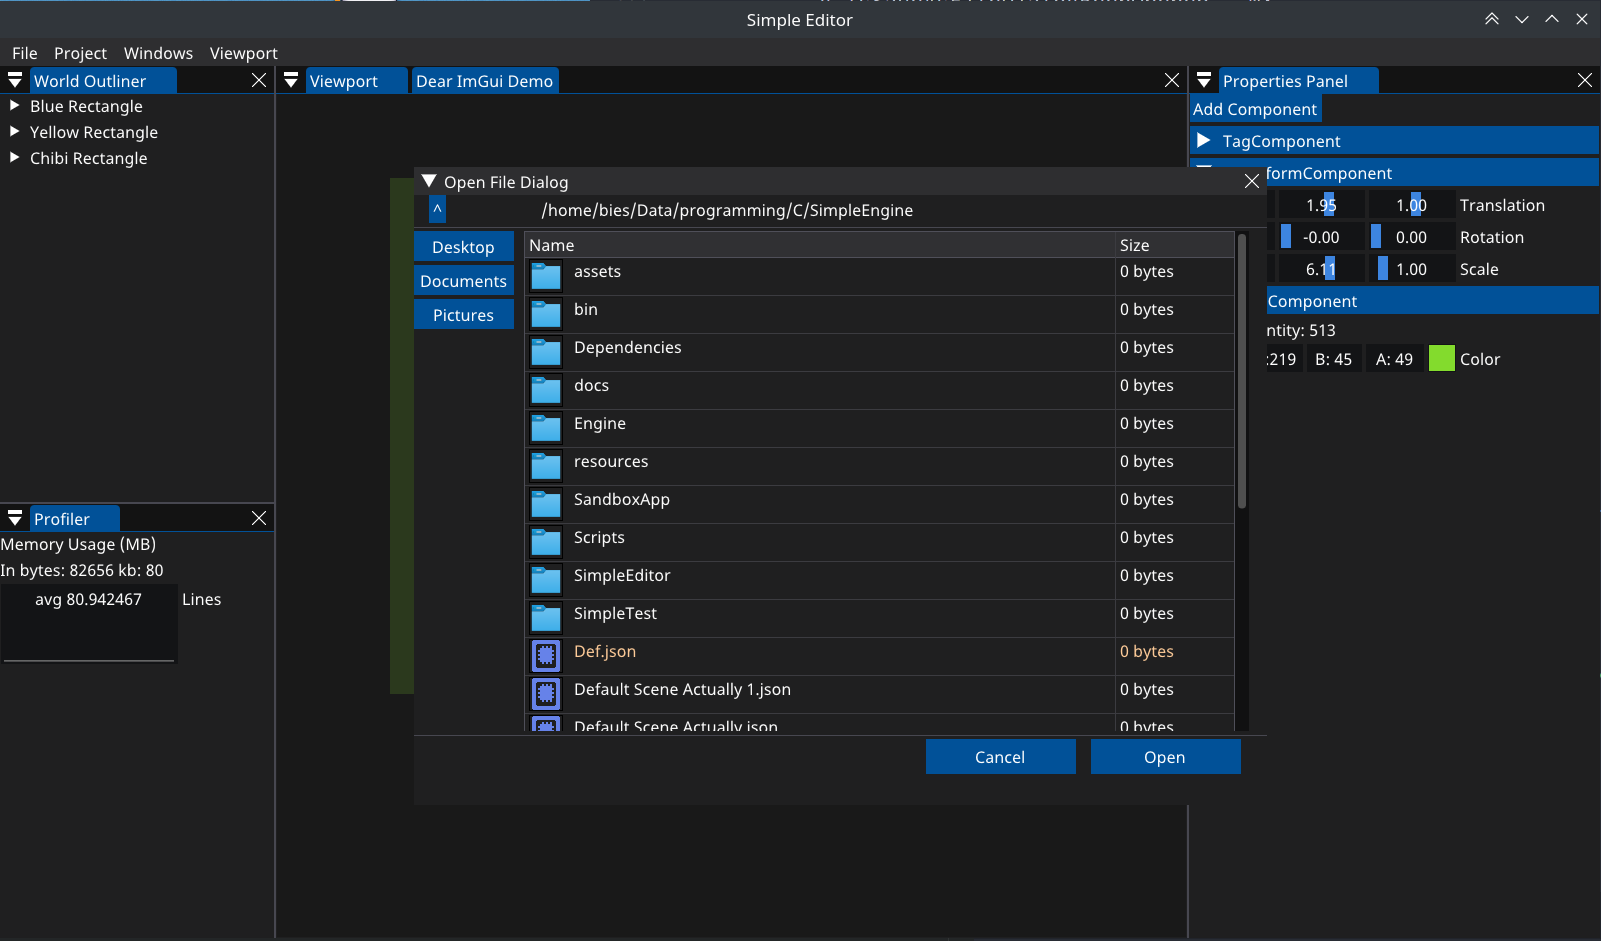 Simple Editor
File Project Windows Viewport
World Outliner
Blue Rectangle
Yellow Rectangle
Chibi Rectangle
Profiler
Memory Usage (MB)
In bytes: 82656 kb: 80
avg 80.942467 Lines
Viewport Dear ImGui Demo
Open File Dialog
^ /home/bies/Data/programming/C/SimpleEngine
Desktop
Documents
Pictures
Name Size
assets 0 bytes
bin 0 bytes
Dependencies 0 bytes
docs 0 bytes
Engine 0 bytes
resources 0 bytes
SandboxApp 0 bytes
Scripts 0 bytes
SimpleEditor 0 bytes
SimpleTest 0 bytes
Def.json 0 bytes
Default Scene Actually 1.json 0 bytes
Default Scene Actually.json 0 bytes
Cancel Open
Properties Panel
Add Component
TagComponent
formComponent
1.95 1.00 Translation
-0.00 0.00 Rotation
6.11 1.00 Scale
Component
ntity: 513
:219 B: 45 A: 49 Color